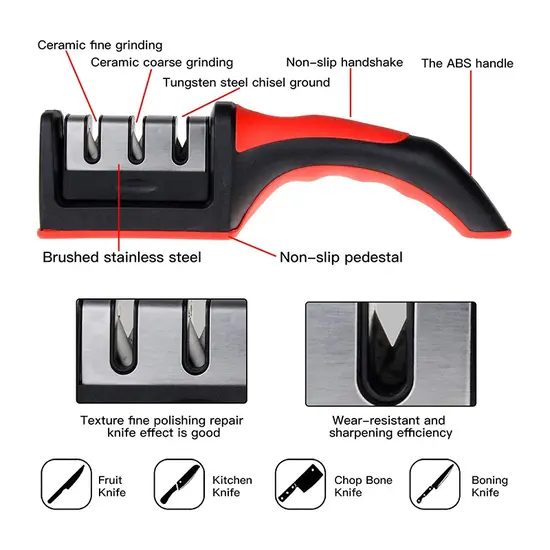 Ceramic fine grinding
Ceramic coarse grinding
Tungsten steel chisel ground
Non-slip handshake
The ABS handle
Brushed stainless steel
Non-slip pedestal
Texture fine polishing repair
knife effect is good
Wear-resistant and
sharpening efficiency
Fruit
Knife
Kitchen
Knife
Chop Bone
Knife
Boning
Knife